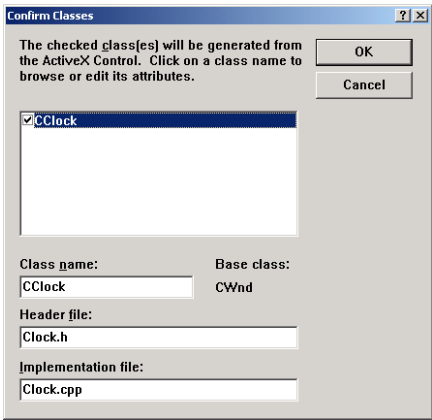 Confirm Classes
The checked class(es) will be generated from
the ActiveX Control. Click on a class name to
browse or edit its attributes.
OK
Cancel
CClock
Class name:
Base class:
CClock
CWnd
Header file:
Clock.h
Implementation file:
Clock.cpp